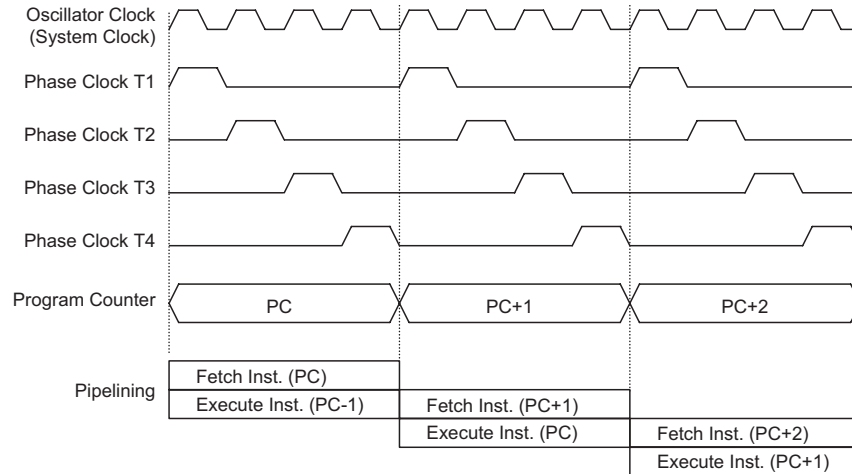 Oscillator Clock
(System Clock)
Phase Clock T1
Phase Clock T2
Phase Clock T3
Phase Clock T4
Program Counter
PC
PC+1
PC+2
Pipelining
Fetch Inst. (PC)
Execute Inst. (PC-1)
Fetch Inst. (PC+1)
Execute Inst. (PC)
Fetch Inst. (PC+2)
Execute Inst. (PC+1)